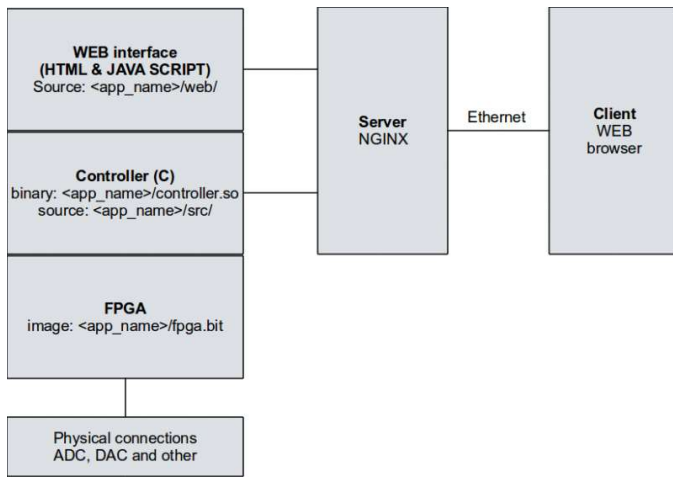 WEB interface
(HTML & JAVA SCRIPT)
Source: <app_name>/web/
Controller (C)
binary: <app_name>/controller.so
source: <app_name>/src/
FPGA
image: <app_name>/fpga.bit
Physical connections
ADC, DAC and other
Server
NGINX
Ethernet
Client
WEB
browser